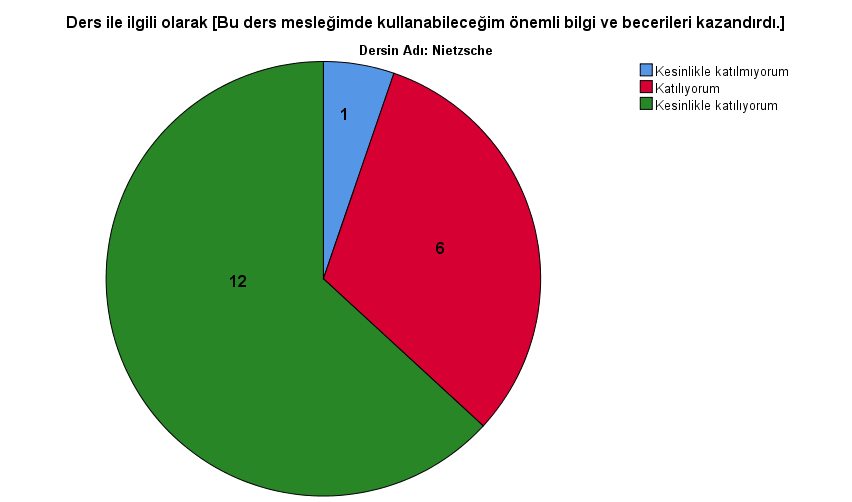 Ders ile ilgili olarak [Bu ders mesleğimde kullanabileceğim önemli bilgi ve becerileri kazandırdı.]
Dersin Adı: Nietzsche
Kesinlikle katılmıyorum
Katılıyorum
Kesinlikle katılıyorum
1
6
12